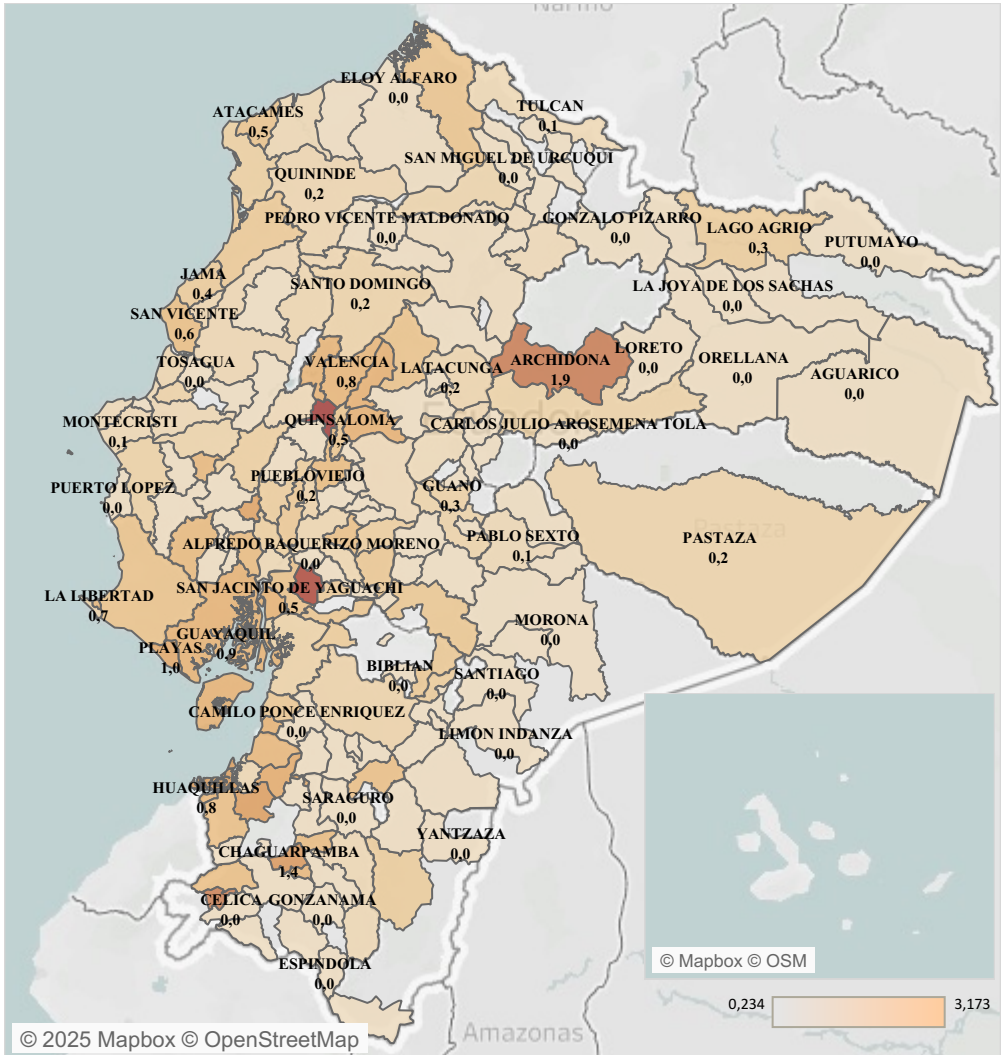 Nariño
ELOY ALFARO
0,0
ATACAMES
0,5
TULCAN
0,1
SAN MIGUEL DE URCUQUI
0,0
QUININDE
0,2
PEDRO VICENTE MALDONADO
0,0
GONZALO PIZARRO
0,0
LAGO AGRIO
0,3
PUTUMAYO
0,0
JAMA
0,4
SANTO DOMINGO
0,2
LA JOYA DE LOS SACHAS
0,0
SAN VICENTE
0,6
TOSAGUA
0,0
VALENCIA
0,8
LATACUNGA
0,2
ARCHIDONA
1,9
LORETO
0,0
ORELLANA
0,0
AGUARICO
0,0
Ecuador
MONTECRISTI
0,1
QUINSALOMA
0,5
CARLOS JULIO AROSEMENA TOLA
0,0
PUERTO LOPEZ
0,0
PUEBLOVIEJO
0,2
GUANO
0,3
Pastaza
PASTAZA
0,2
ALFREDO BAQUERIZO MORENO
0,0
PABLO SEXTO
0,1
LA LIBERTAD
0,7
SAN JACINTO DE YAGUACHI
0,5
MORONA
0,0
GUAYAQUIL
0,9
PLAYAS
1,0
BIBLIAN
0,0
SANTIAGO
0,0
CAMILO PONCE ENRIQUEZ
0,0
LIMON INDANZA
0,0
HUAQUILLAS
0,8
SARAGURO
0,0
YANTZAZA
0,0
CHAGUARPAMBA
1,4
CELICA
0,0
GONZANAMA
0,0
ESPINDOLA
0,0
© Mapbox © OSM
0,234
3,173
Amazonas
© 2025 Mapbox © OpenStreetMap